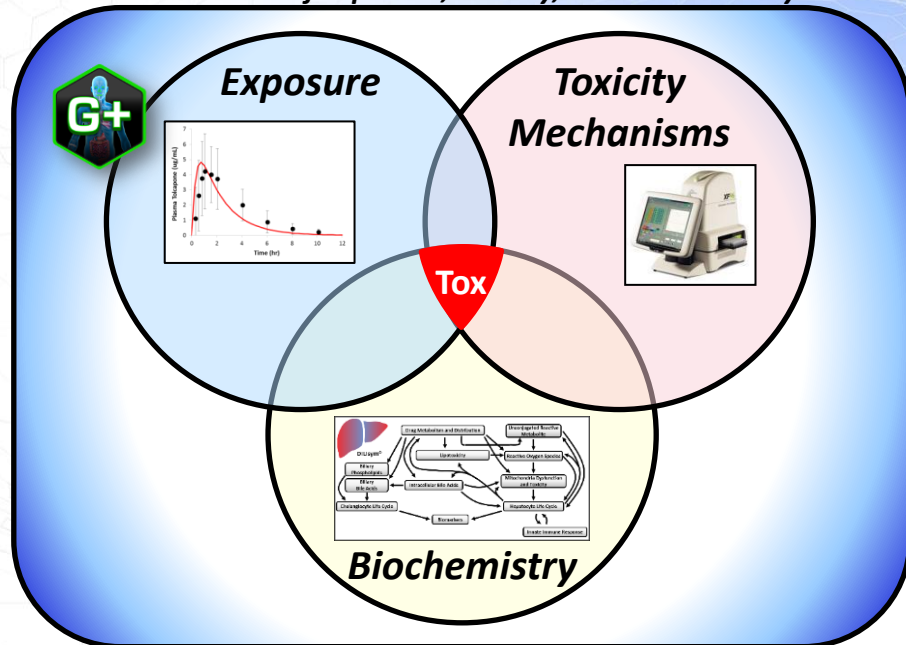 Exposure
Toxicity
Mechanisms
G+
7
6
5
4
3
2
1
0
Plasma Tolcapone (ug/mL)
0 2 4 6 8 10 12
Time (hr)
XF
Tox
DILIsym®
Drug Metabolism and Distribution
Unconjugated Reactive
Metabolite
Lipotoxicity
Reactive Oxygen Species
Biliary
Phospholipids
Biliary
Bile Acids
Intracellular Bile Acids
Mitochondria Dysfunction
and Toxicity
Cholangiocyte Life Cycle
Hepatocyte Life Cycle
Biomarkers
Innate Immune Response
Biochemistry